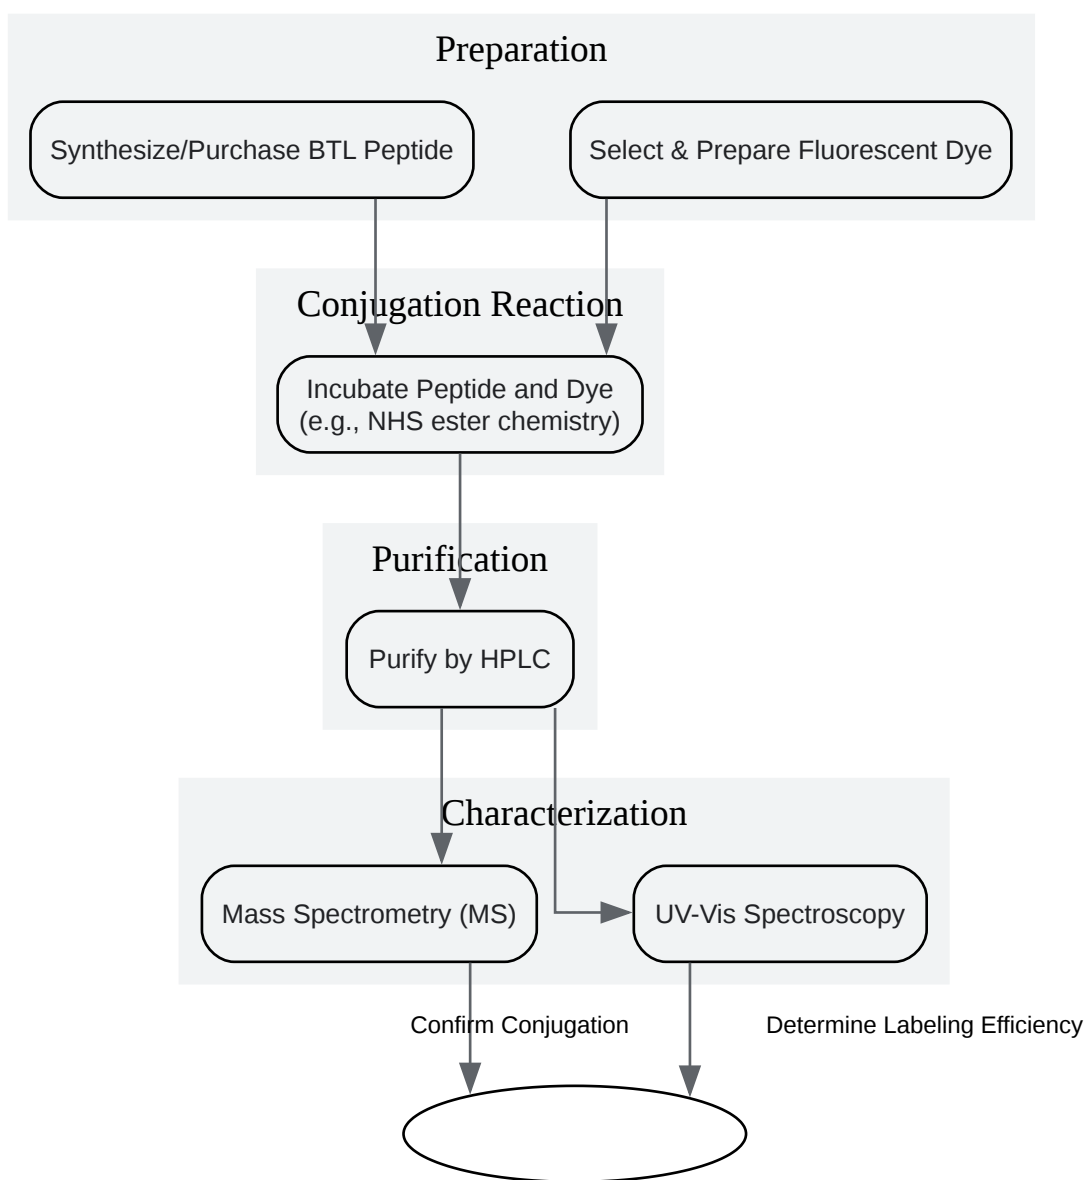 Preparation
Synthesize/Purchase BTL Peptide
Select & Prepare Fluorescent Dye
Conjugation Reaction
Incubate Peptide and Dye
(e.g., NHS ester chemistry)
Purification
Purify by HPLC
Characterization
Mass Spectrometry (MS)
UV-Vis Spectroscopy
Confirm Conjugation
Determine Labeling Efficiency